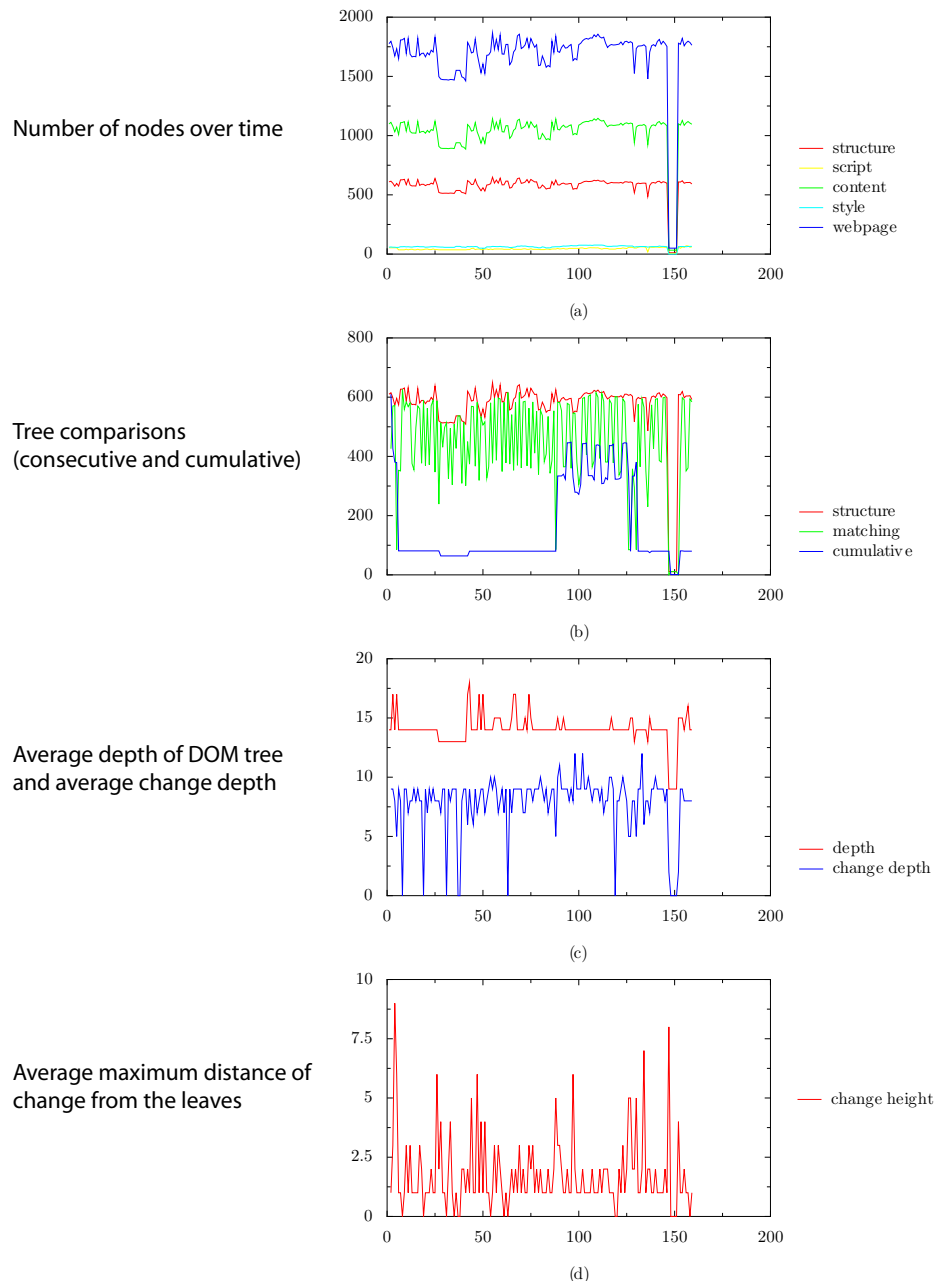 2000
1500
1000
500
0
0 50 100 150 200
Number of nodes over time
structure
script
content
style
webpage
(a)
800
600
400
200
0
0 50 100 150 200
Tree comparisons
(consecutive and cumulative)
structure
matching
cumulative
(b)
20
15
10
5
0
0 50 100 150 200
Average depth of DOM tree
and average change depth
depth
change depth
(c)
10
7.5
5
2.5
0
0 50 100 150 200
Average maximum distance of
change from the leaves
change height
(d)